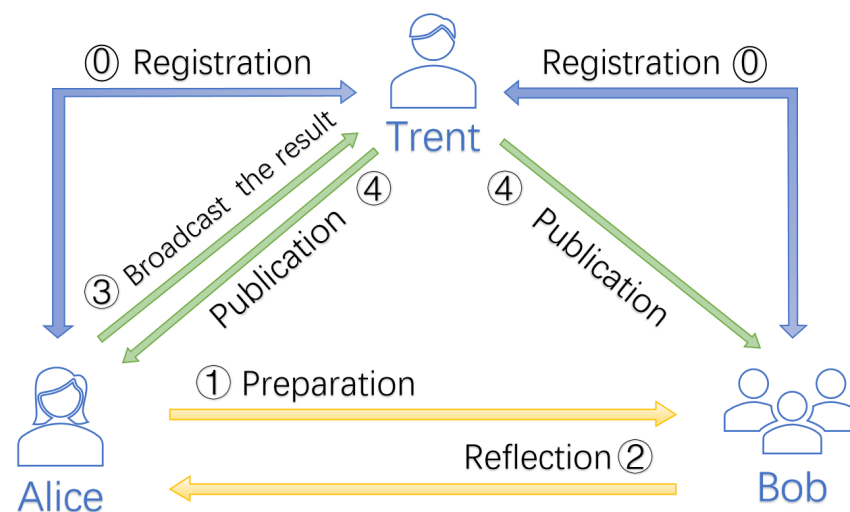 ⓪ Registration
Registration ⓪
Trent
③ Broadcast the result
④ Publication
④ Publication
① Preparation
Reflection ②
Alice
Bob